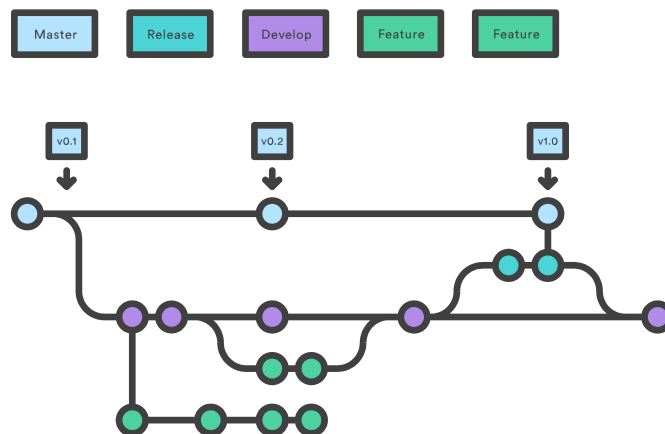 Master
Release
Develop
Feature
Feature
v0.1
v0.2
v1.0